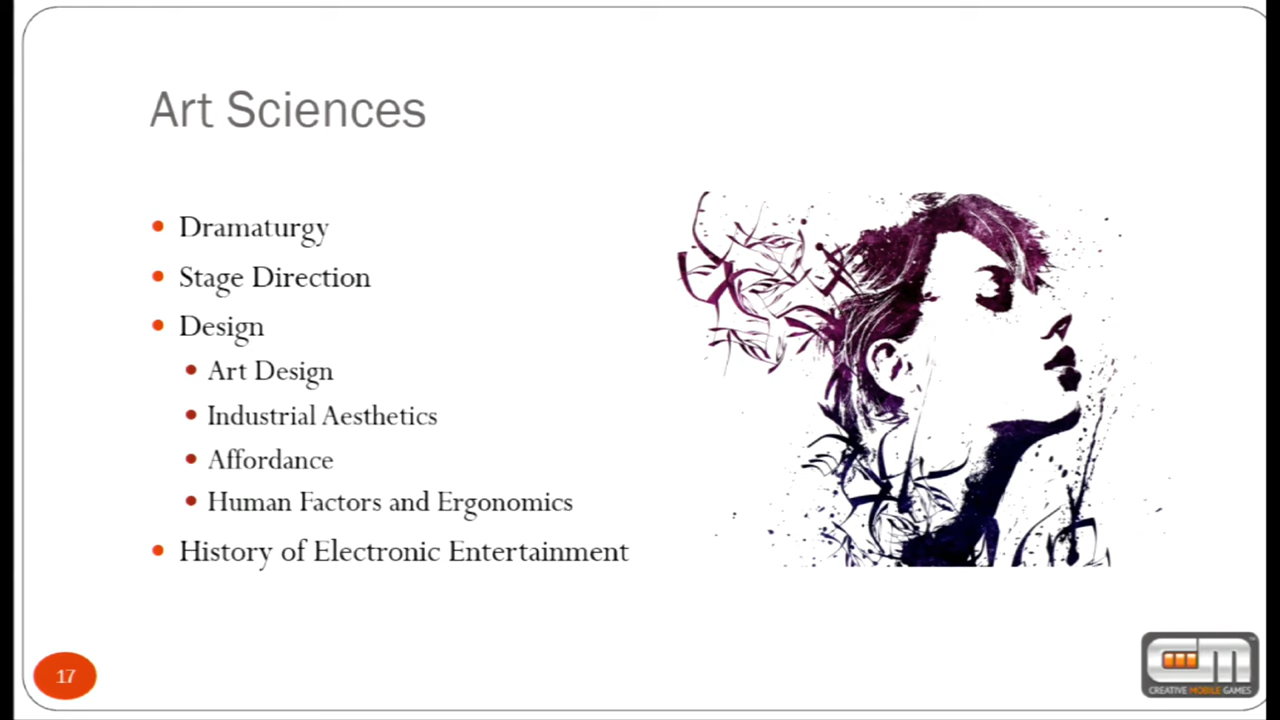 Art Sciences
Dramaturgy
Stage Direction
Design
Art Design
Industrial Aesthetics
Affordance
Human Factors and Ergonomics
History of Electronic Entertainment
17
cm
CREATIVE MOBILE GAMES